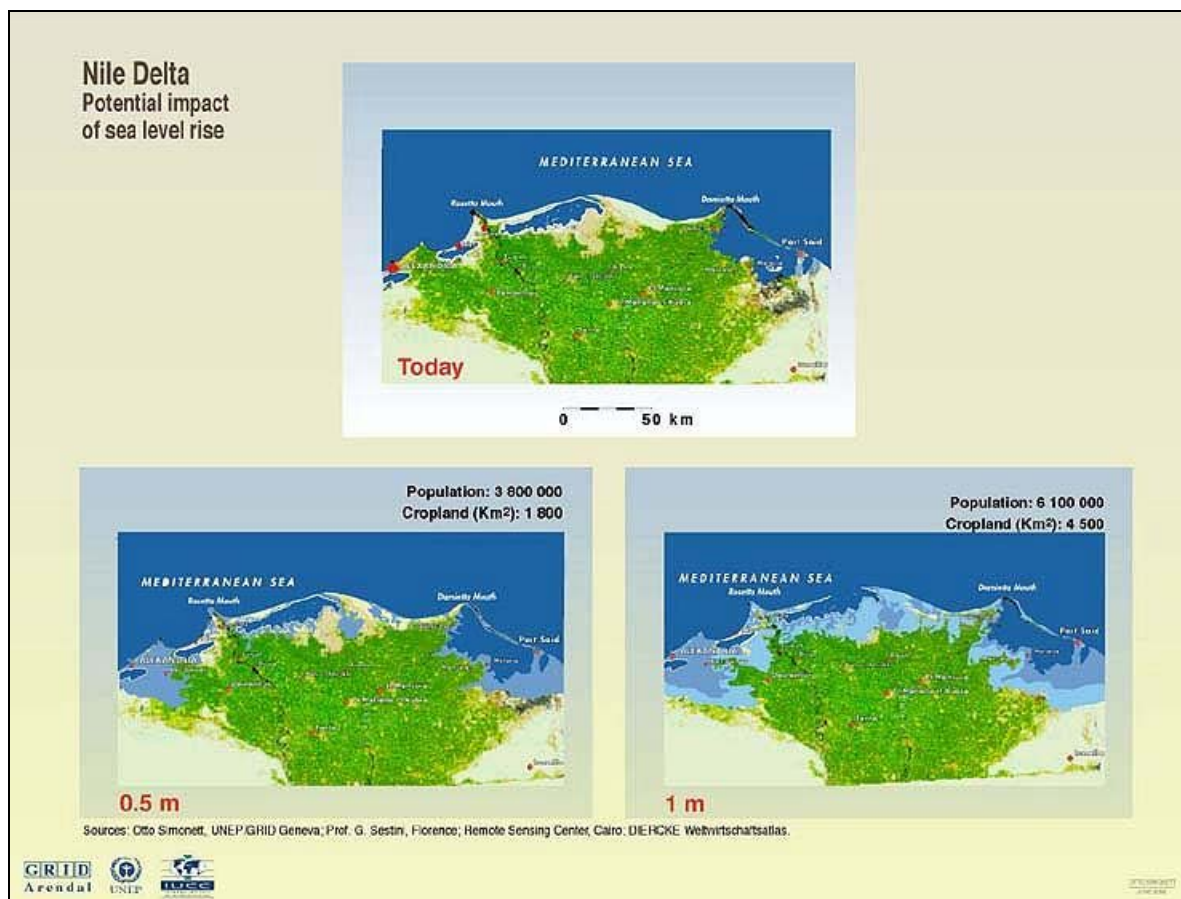 Nile Delta
Potential impact
of sea level rise
MEDITERRANEAN SEA
Rosetta Mouth
Damietta Mouth
Port Said
Today
0 50 km
Population: 3 800 000
Cropland (Km²): 1 800
MEDITERRANEAN SEA
Rosetta Mouth
Damietta Mouth
Port Said
ALEXANDRIA
0.5 m
Population: 6 100 000
Cropland (Km²): 4 500
MEDITERRANEAN SEA
Rosetta Mouth
Damietta Mouth
Port Said
ALEXANDRIA
1 m
Sources: Otto Simonett, UNEP/GRID Geneva; Prof. G. Sestini, Florence; Remote Sensing Center, Cairo; DIERCKE Weltwirtschaftsatlas.
GRID
Arendal
UNEP
IUCC